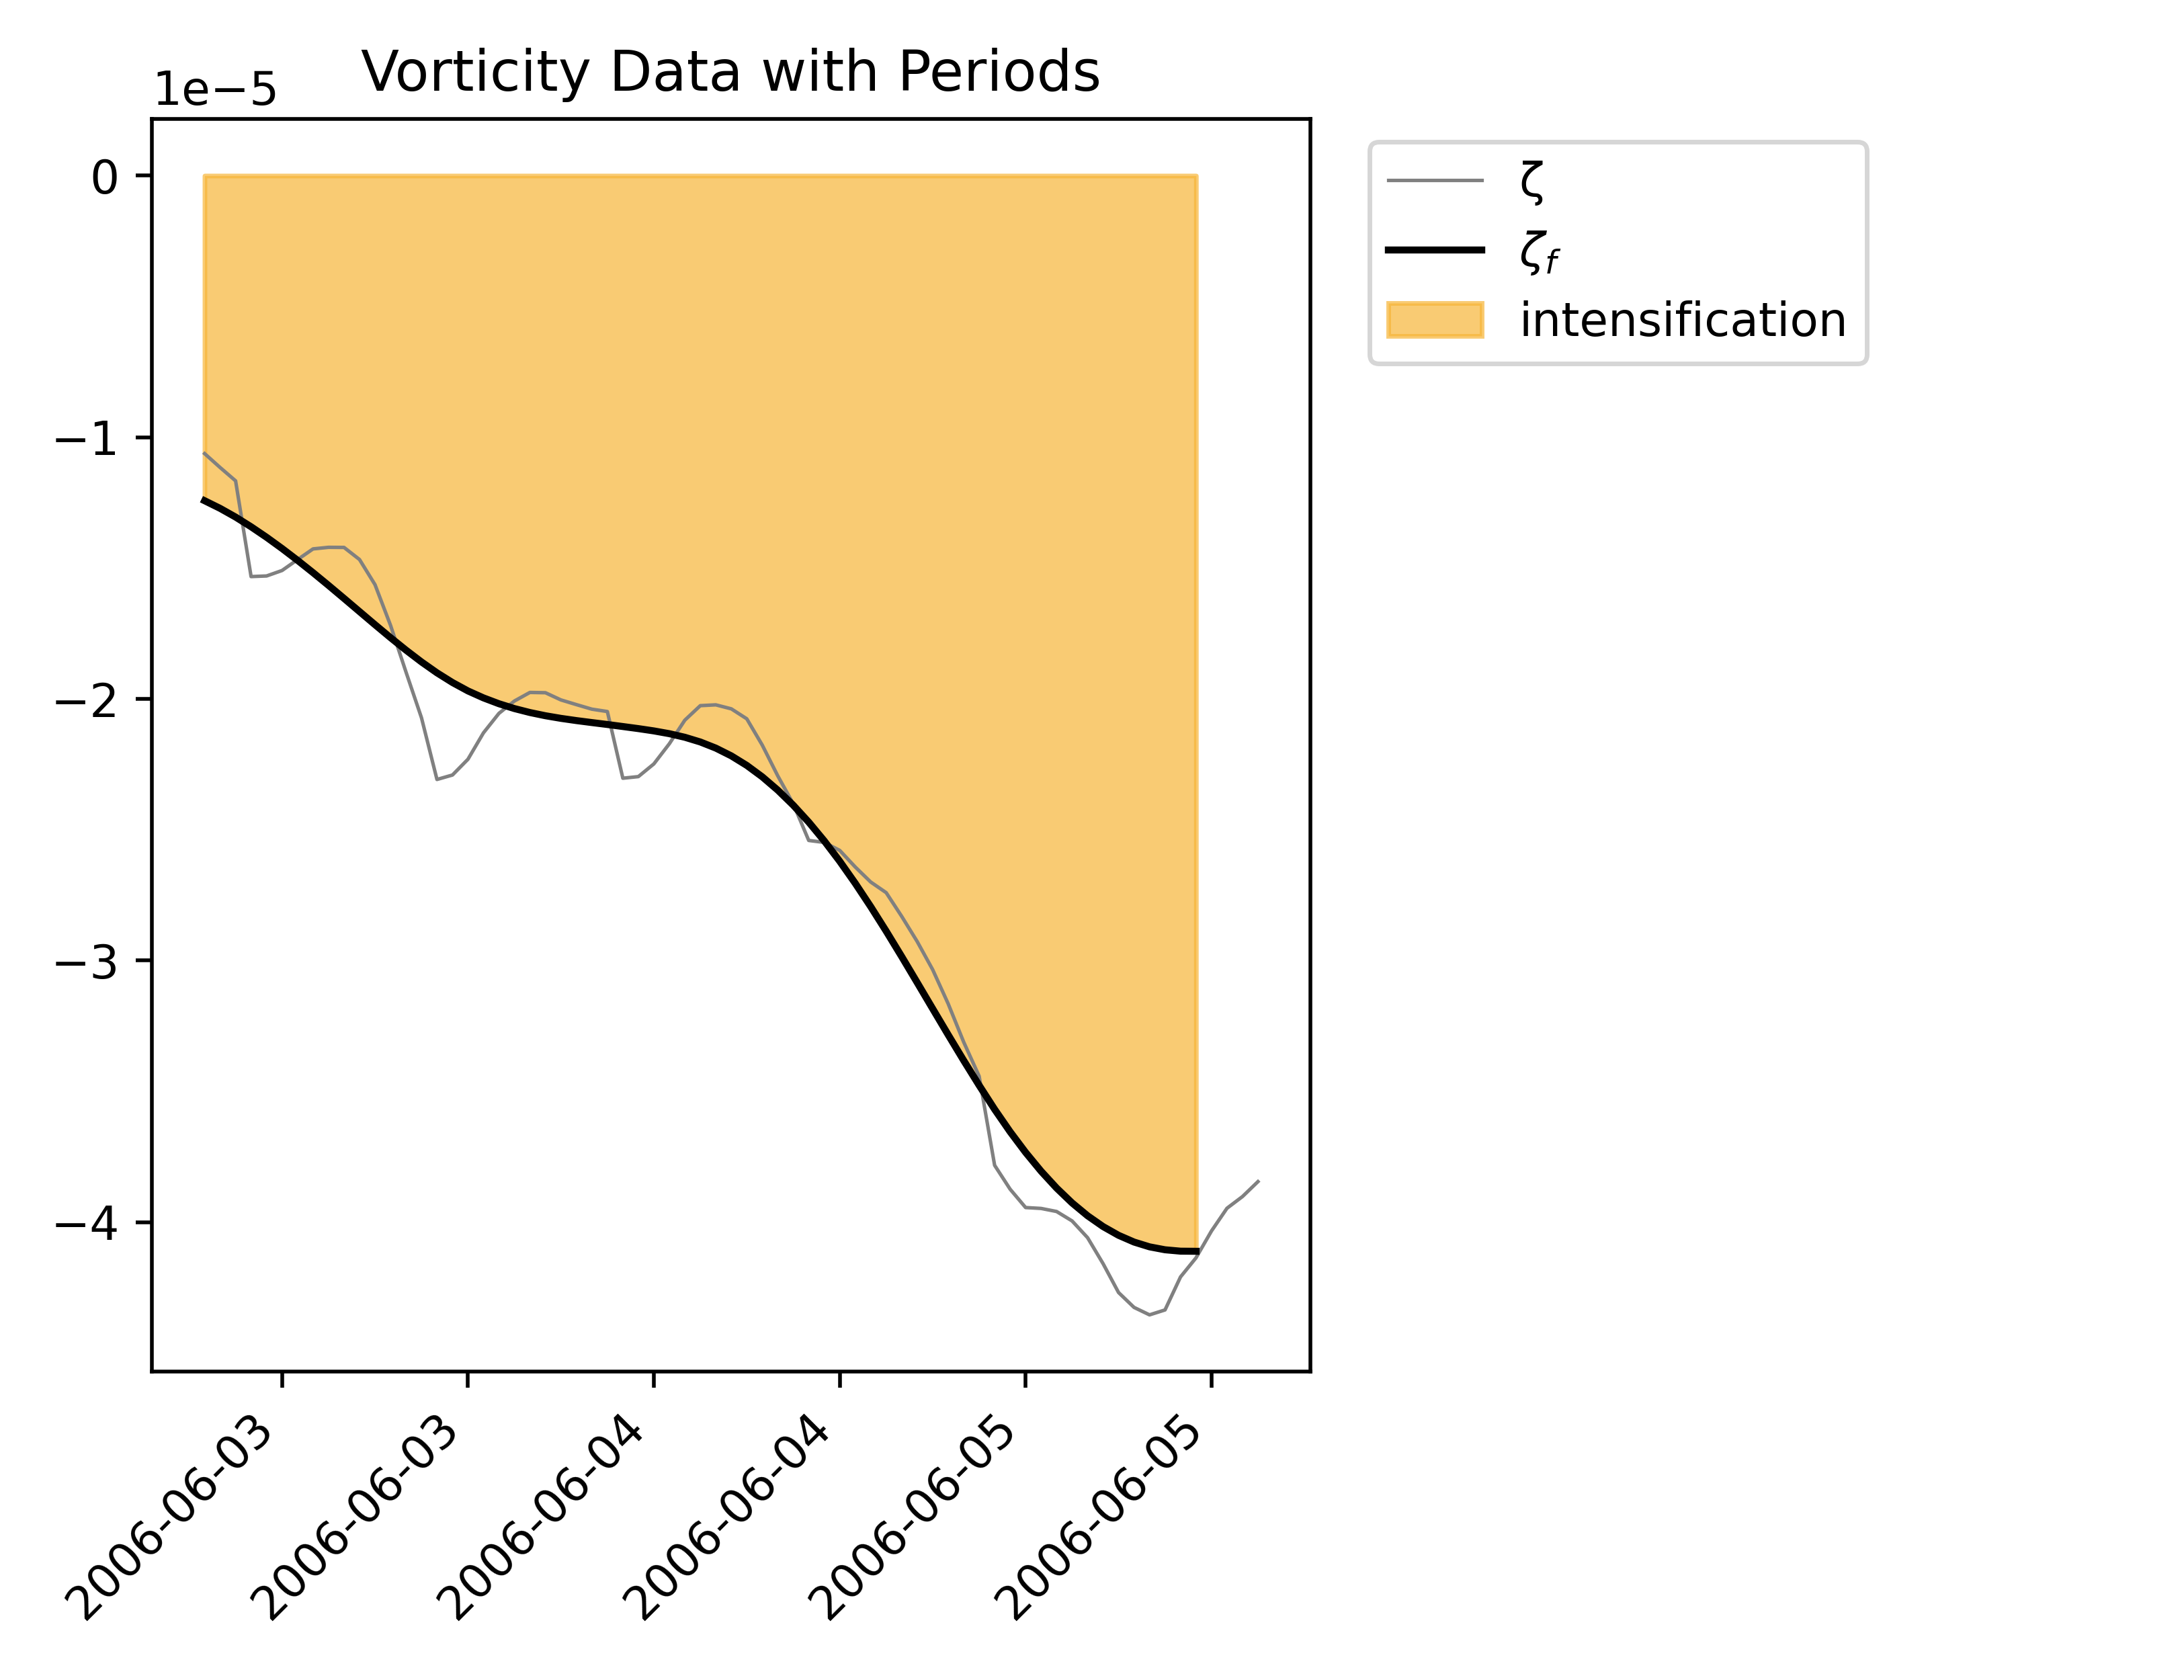 Vorticity Data with Periods
1e−5
0
−1
−2
−3
−4
2006-06-03
2006-06-03
2006-06-04
2006-06-04
2006-06-05
2006-06-05
ζ
ζf
intensification